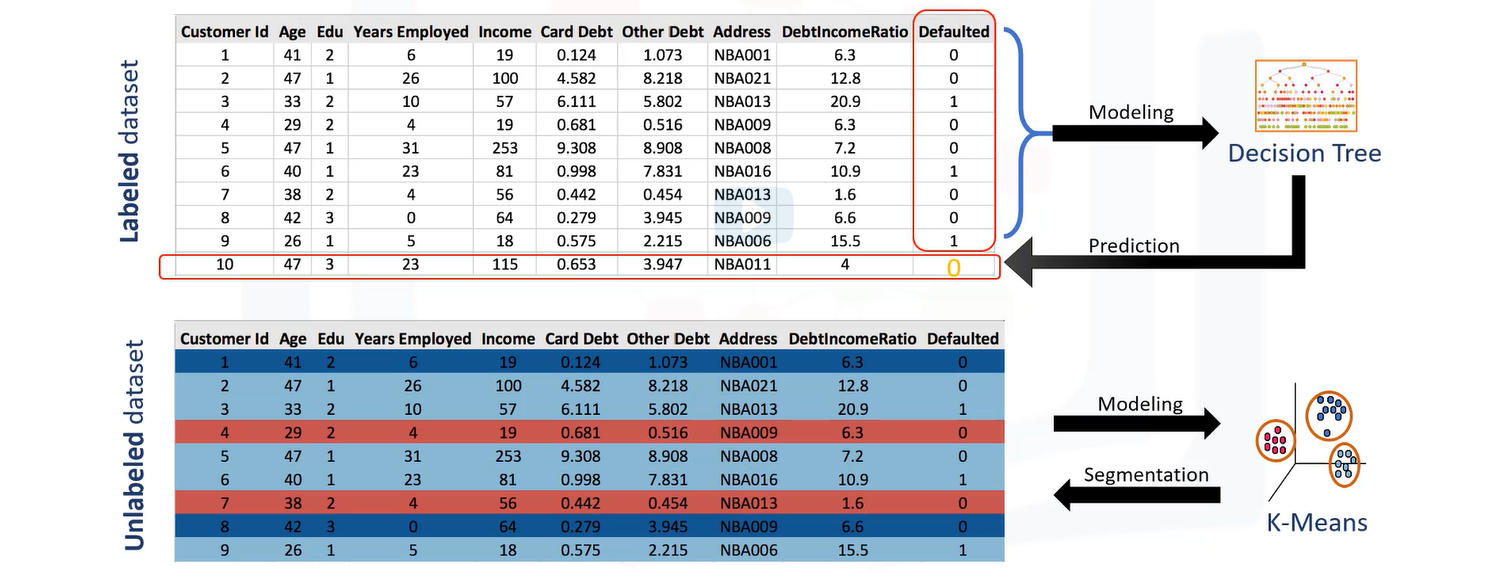 Labeled dataset
Customer Id Age Edu Years Employed Income Card Debt Other Debt Address DebtIncomeRatio Defaulted
1 41 2 6 19 0.124 1.073 NBA001 6.3 0
2 47 1 26 100 4.582 8.218 NBA021 12.8 0
3 33 2 10 57 6.111 5.802 NBA013 20.9 1
4 29 2 4 19 0.681 0.516 NBA009 6.3 0
5 47 1 31 253 9.308 8.908 NBA008 7.2 0
6 40 1 23 81 0.998 7.831 NBA016 10.9 1
7 38 2 4 56 0.442 0.454 NBA013 1.6 0
8 42 3 0 64 0.279 3.945 NBA009 6.6 0
9 26 1 5 18 0.575 2.215 NBA006 15.5 1
10 47 3 23 115 0.653 3.947 NBA011 4 0
Modeling
Decision Tree
Prediction
Unlabeled dataset
Customer Id Age Edu Years Employed Income Card Debt Other Debt Address DebtIncomeRatio Defaulted
1 41 2 6 19 0.124 1.073 NBA001 6.3 0
2 47 1 26 100 4.582 8.218 NBA021 12.8 0
3 33 2 10 57 6.111 5.802 NBA013 20.9 1
4 29 2 4 19 0.681 0.516 NBA009 6.3 0
5 47 1 31 253 9.308 8.908 NBA008 7.2 0
6 40 1 23 81 0.998 7.831 NBA016 10.9 1
7 38 2 4 56 0.442 0.454 NBA013 1.6 0
8 42 3 0 64 0.279 3.945 NBA009 6.6 0
9 26 1 5 18 0.575 2.215 NBA006 15.5 1
Modeling
Segmentation
K-Means